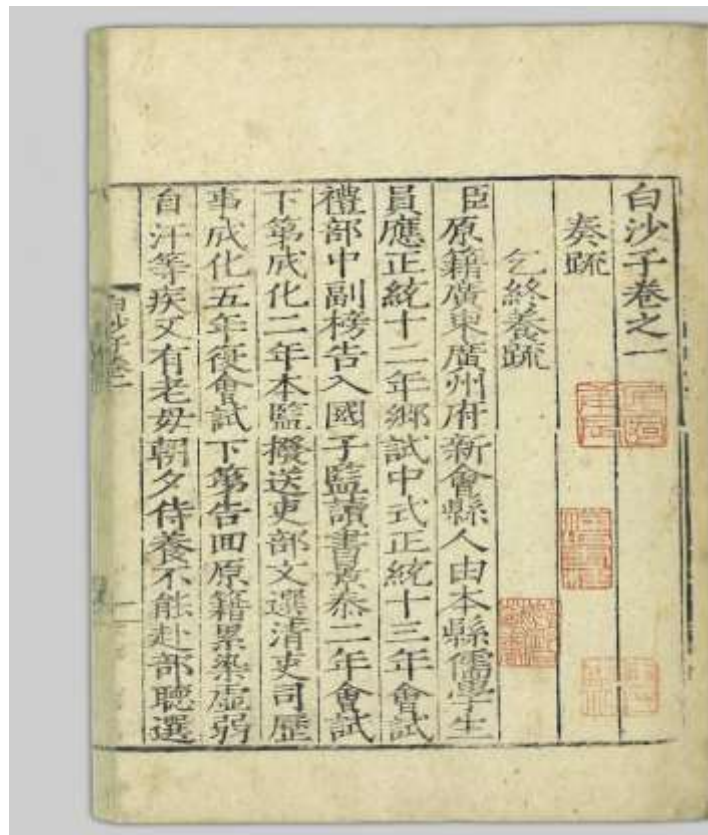 白沙子卷之一
奏疏
乞終養疏
臣原籍廣東廣州府新會縣人由本縣儒學生
員應正統十二年鄉試中式正統十三年會試
禮部中副榜告入國子監讀書景泰二年會試
下第成化二年本監撥送吏部文選清吏司歷
事成化五年復會試下第告回原籍累染虛弱
自汗等疾又有老母朝夕侍養不能赴部聽選
白沙子卷一
一